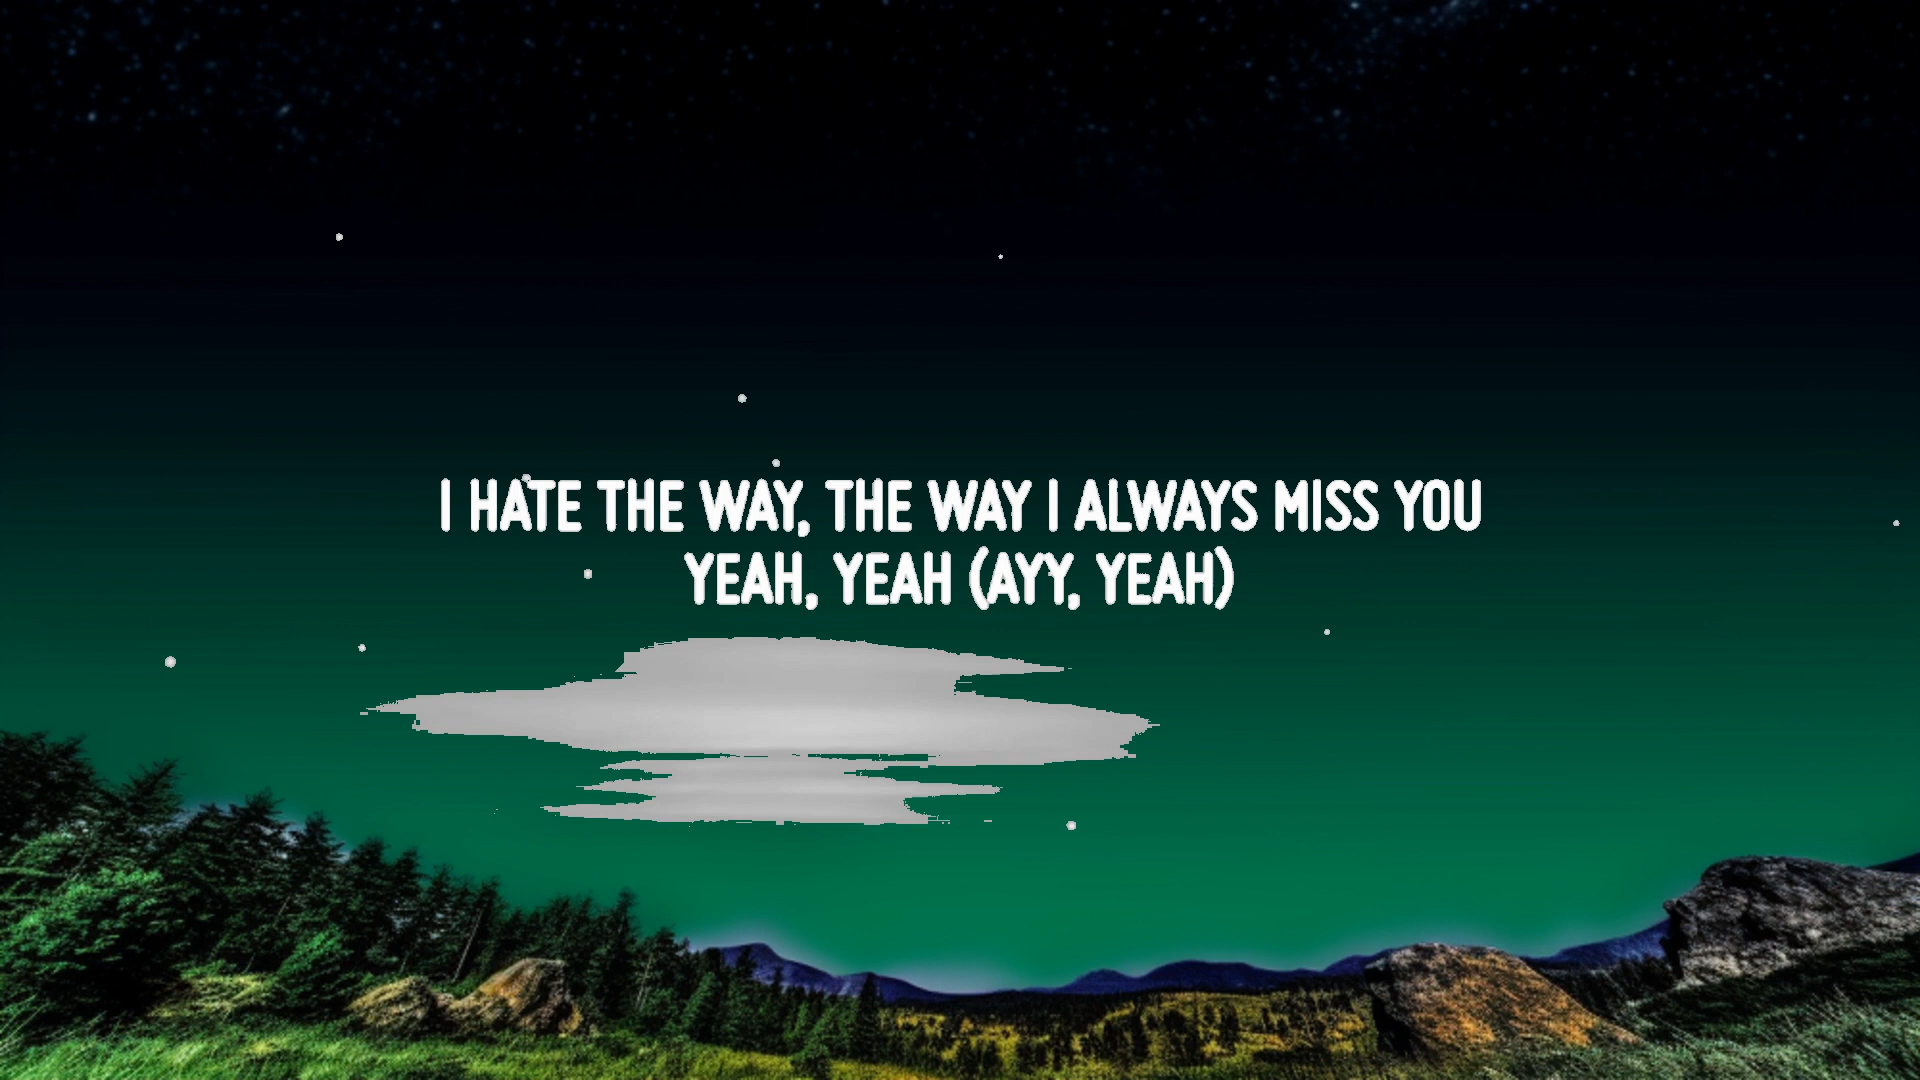 I HATE THE WAY, THE WAY I ALWAYS MISS YOU
YEAH, YEAH (AYY, YEAH)